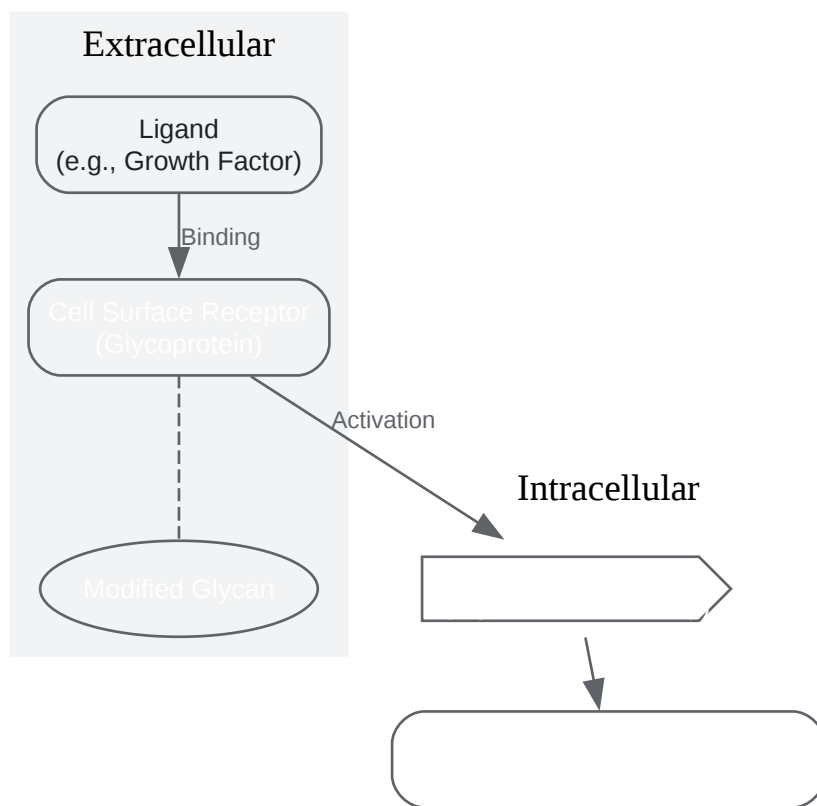 Extracellular
Ligand
(e.g., Growth Factor)
Binding
Cell Surface Receptor
(Glycoprotein)
Activation
Intracellular
Modified Glycan